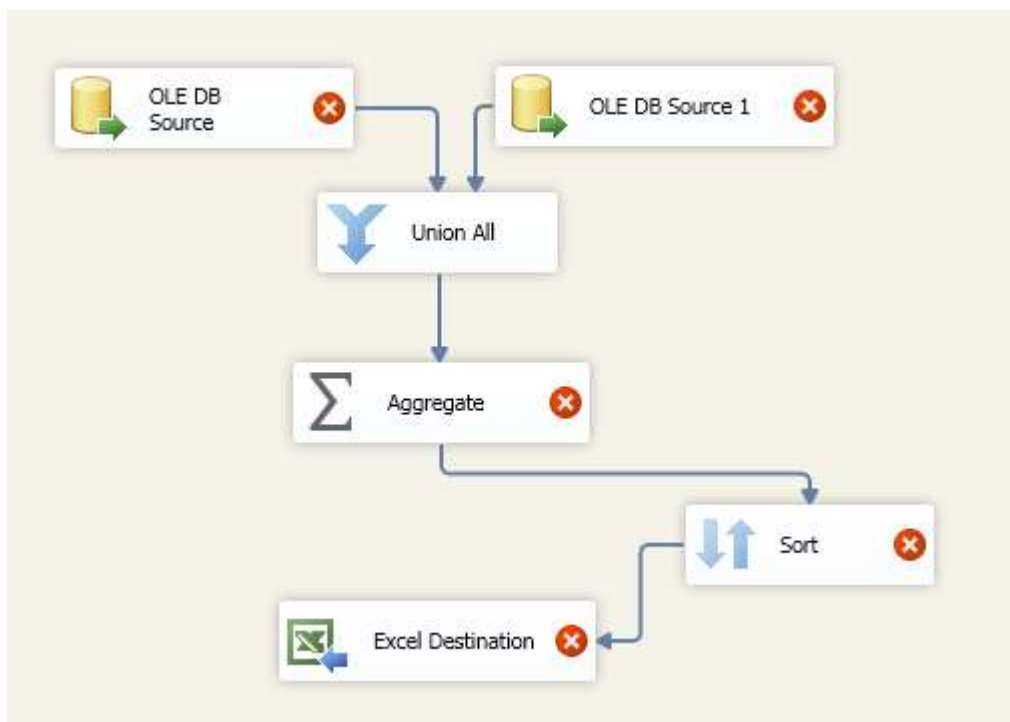 OLE DB
Source
OLE DB Source 1
Union All
Aggregate
Sort
Excel Destination